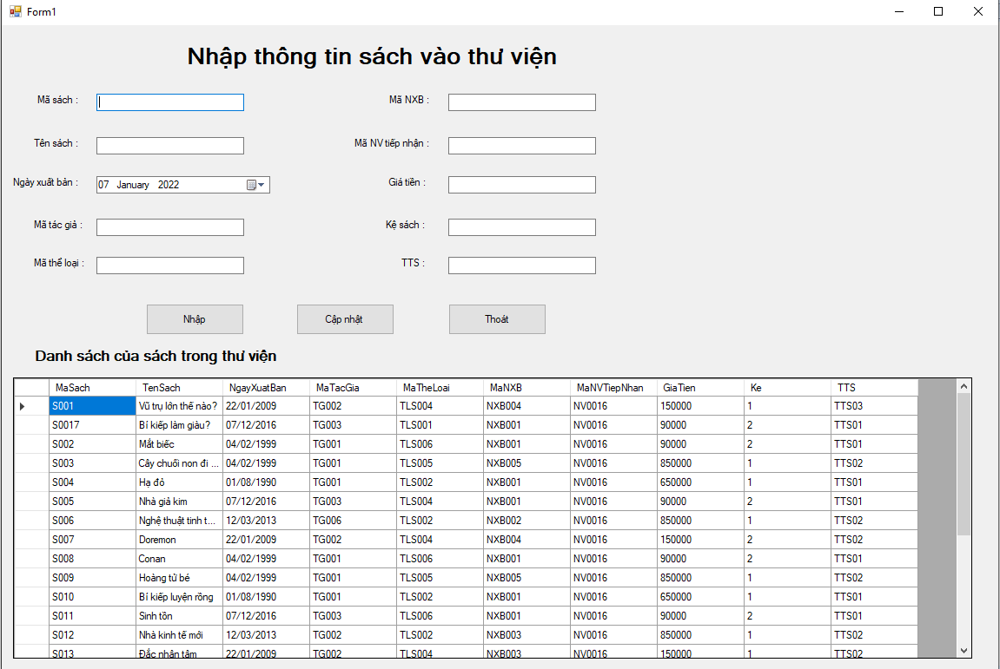 Form1
Nhập thông tin sách vào thư viện
Mã sách : Mã NXB :
Tên sách : Mã NV tiếp nhận :
Ngày xuất bản : 07 January 2022 Giá tiền :
Mã tác giả : Kệ sách :
Mã thể loại : TTS :
Nhập Cập nhật Thoát
Danh sách của sách trong thư viện
MaSach TenSach NgayXuatBan MaTacGia MaTheLoai MaNXB MaNVTiepNhan GiaTien Ke TTS
S001 Vũ trụ lớn thế nào? 22/01/2009 TG002 TLS004 NXB004 NV0016 150000 1 TTS03
S0017 Bí kiếp làm giàu? 07/12/2016 TG003 TLS001 NXB001 NV0016 90000 2 TTS01
S002 Mắt biếc 04/02/1999 TG001 TLS006 NXB001 NV0016 90000 2 TTS01
S003 Cây chuối non đi ... 04/02/1999 TG001 TLS005 NXB005 NV0016 850000 1 TTS02
S004 Hạ đỏ 01/08/1990 TG001 TLS002 NXB001 NV0016 650000 1 TTS01
S005 Nhà giả kim 07/12/2016 TG003 TLS004 NXB001 NV0016 90000 2 TTS01
S006 Nghệ thuật tinh t... 12/03/2013 TG006 TLS002 NXB002 NV0016 850000 1 TTS02
S007 Doremon 22/01/2009 TG002 TLS004 NXB004 NV0016 150000 2 TTS02
S008 Conan 04/02/1999 TG001 TLS006 NXB001 NV0016 90000 2 TTS01
S009 Hoàng tử bé 04/02/1999 TG001 TLS005 NXB005 NV0016 850000 1 TTS02
S010 Bí kiếp luyện rồng 01/08/1990 TG001 TLS002 NXB001 NV0016 650000 1 TTS01
S011 Sinh tồn 07/12/2016 TG003 TLS006 NXB001 NV0016 90000 2 TTS01
S012 Nhà kinh tế mới 12/03/2013 TG002 TLS002 NXB003 NV0016 850000 1 TTS02
S013 Đắc nhân tâm 22/01/2009 TG002 TLS004 NXB003 NV0016 150000 1 TTS02